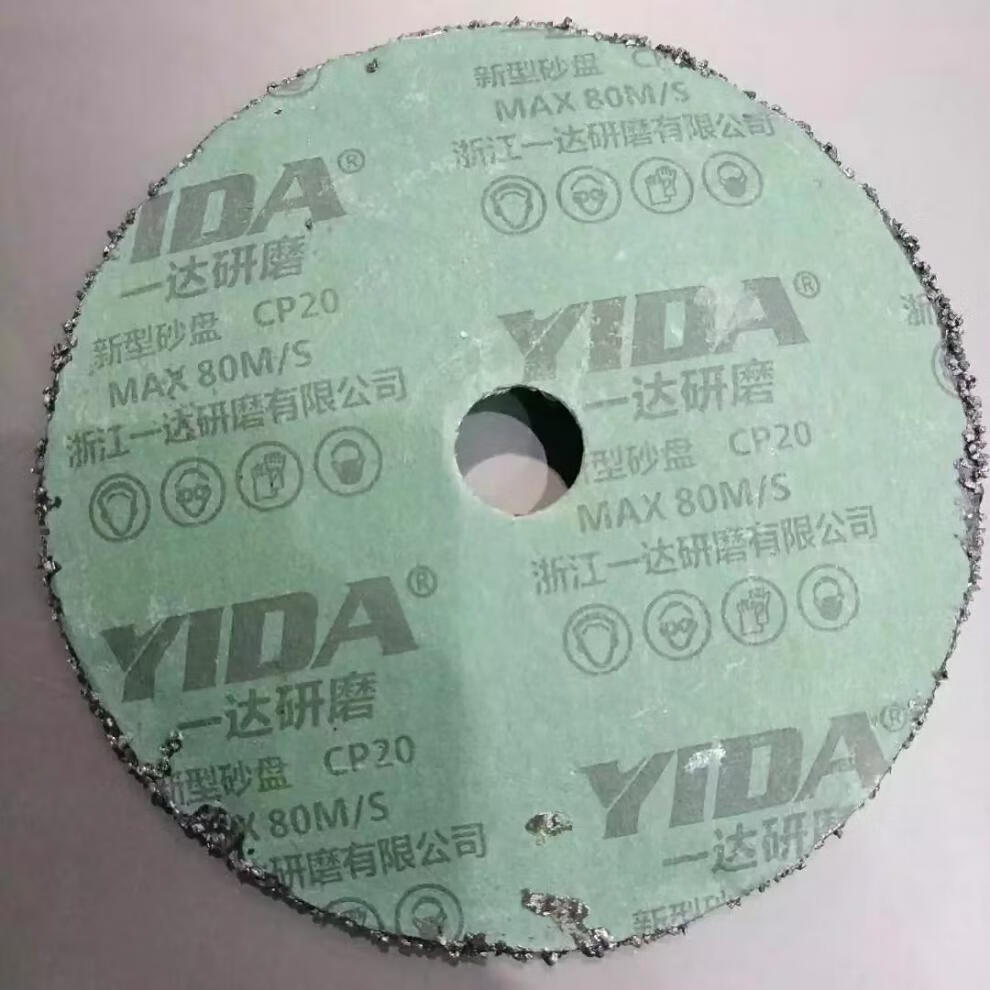 新型砂盘 CP
MAX 80M/S
浙江一达研磨有限公司
YIDA®
一达研磨
新型砂盘 CP20
MAX 80M/S
浙江一达研磨有限公司
YIDA®
一达研磨
型砂盘 CP20
MAX 80M/S
浙江一达研磨有限公司
浙
YIDA®
一达研磨
新型砂盘 CP20
X 80M/S
研磨有限公司
YIDA®
一达研
新型